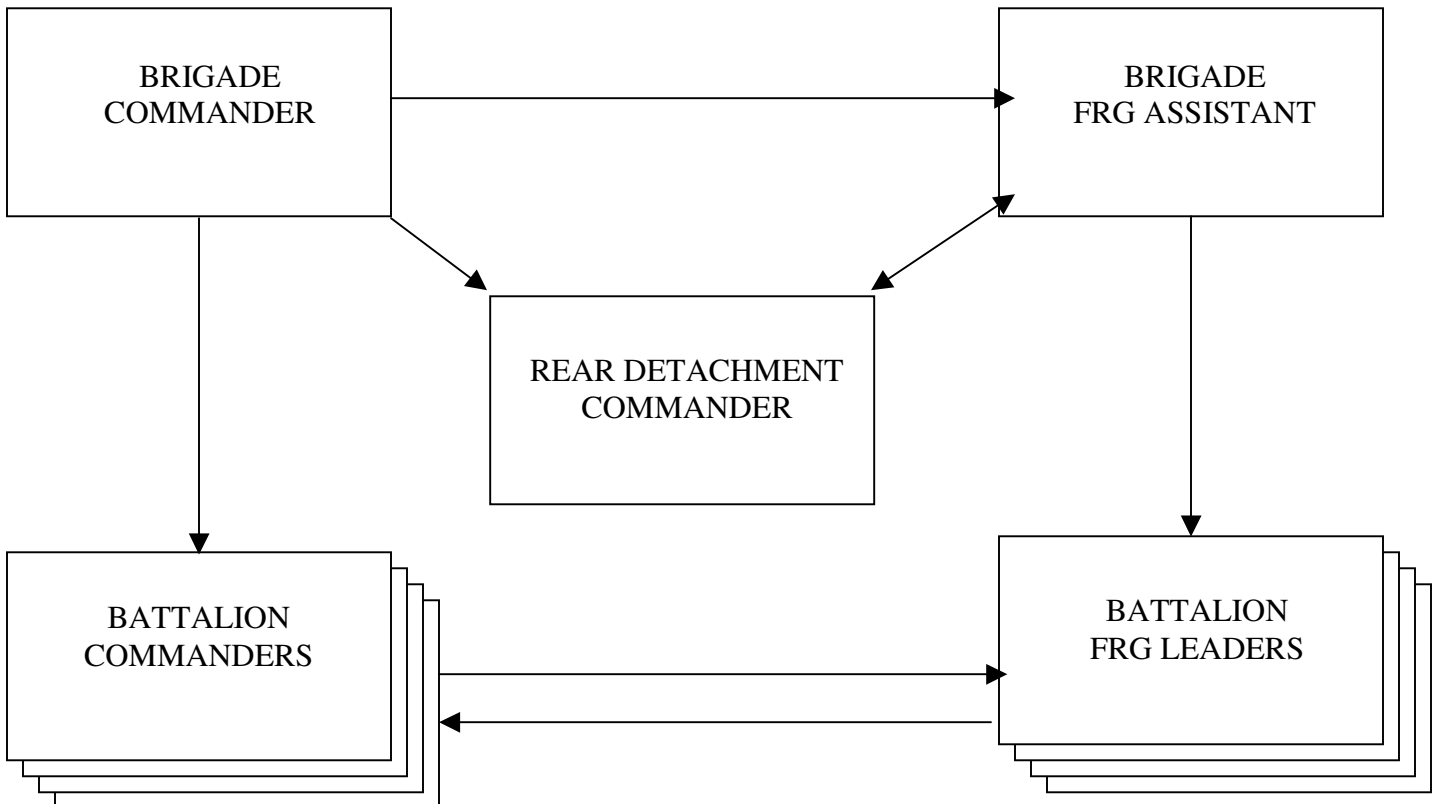 BRIGADE
COMMANDER
BRIGADE
FRG ASSISTANT
REAR DETACHMENT
COMMANDER
BATTALION
COMMANDERS
BATTALION
FRG LEADERS